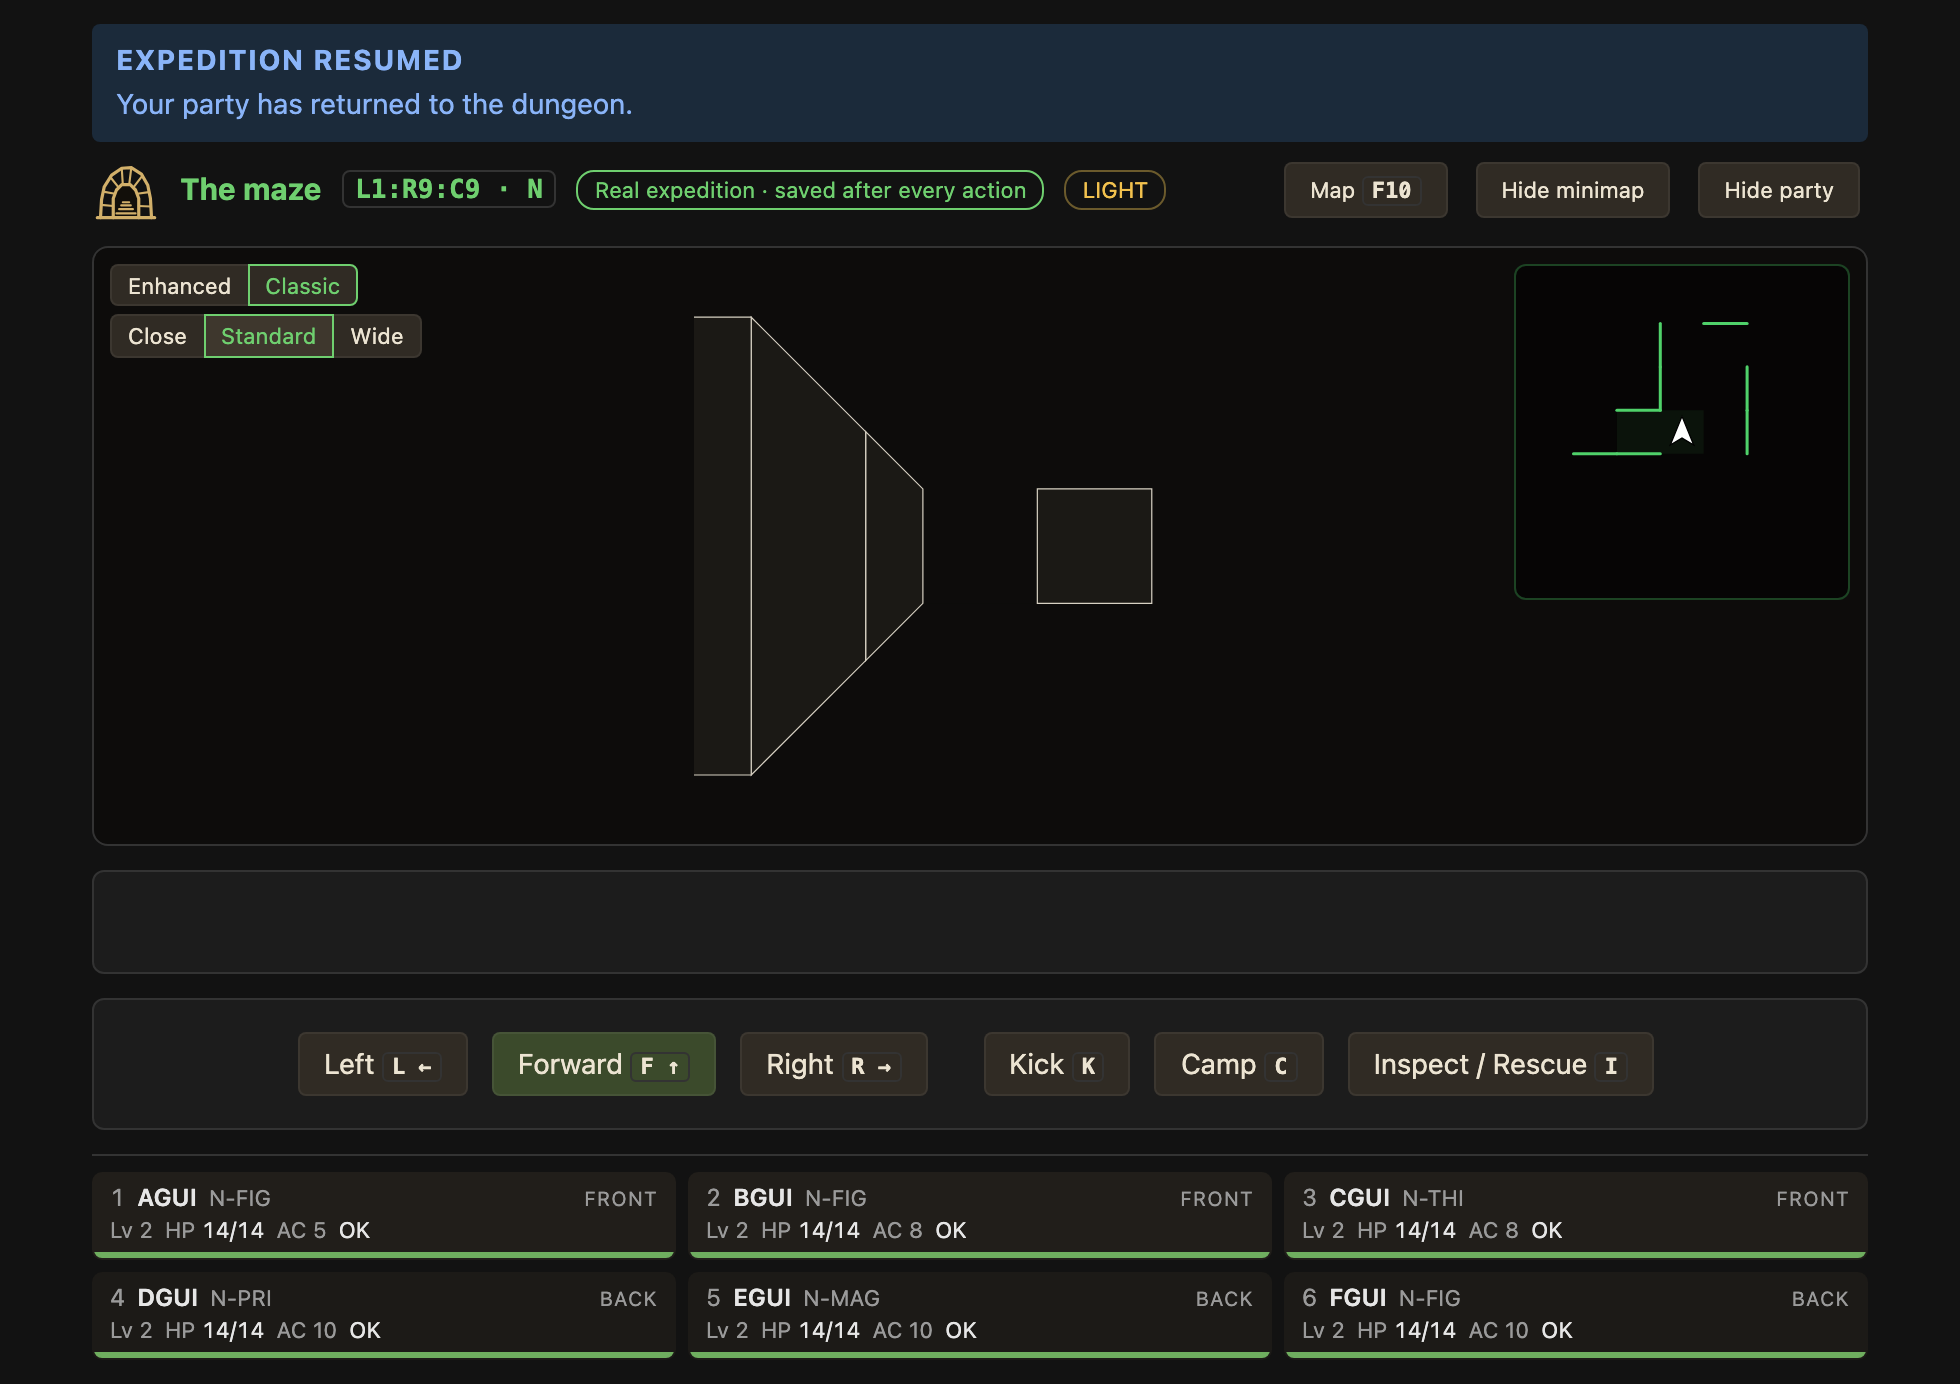 EXPEDITION RESUMED
Your party has returned to the dungeon.
The maze L1:R9:C9 · N Real expedition · saved after every action LIGHT Map F10 Hide minimap Hide party
Enhanced Classic
Close Standard Wide
Left L ← Forward F ↑ Right R → Kick K Camp C Inspect / Rescue I
1 AGUI N-FIG FRONT
Lv 2 HP 14/14 AC 5 OK
2 BGUI N-FIG FRONT
Lv 2 HP 14/14 AC 8 OK
3 CGUI N-THI FRONT
Lv 2 HP 14/14 AC 8 OK
4 DGUI N-PRI BACK
Lv 2 HP 14/14 AC 10 OK
5 EGUI N-MAG BACK
Lv 2 HP 14/14 AC 10 OK
6 FGUI N-FIG BACK
Lv 2 HP 14/14 AC 10 OK